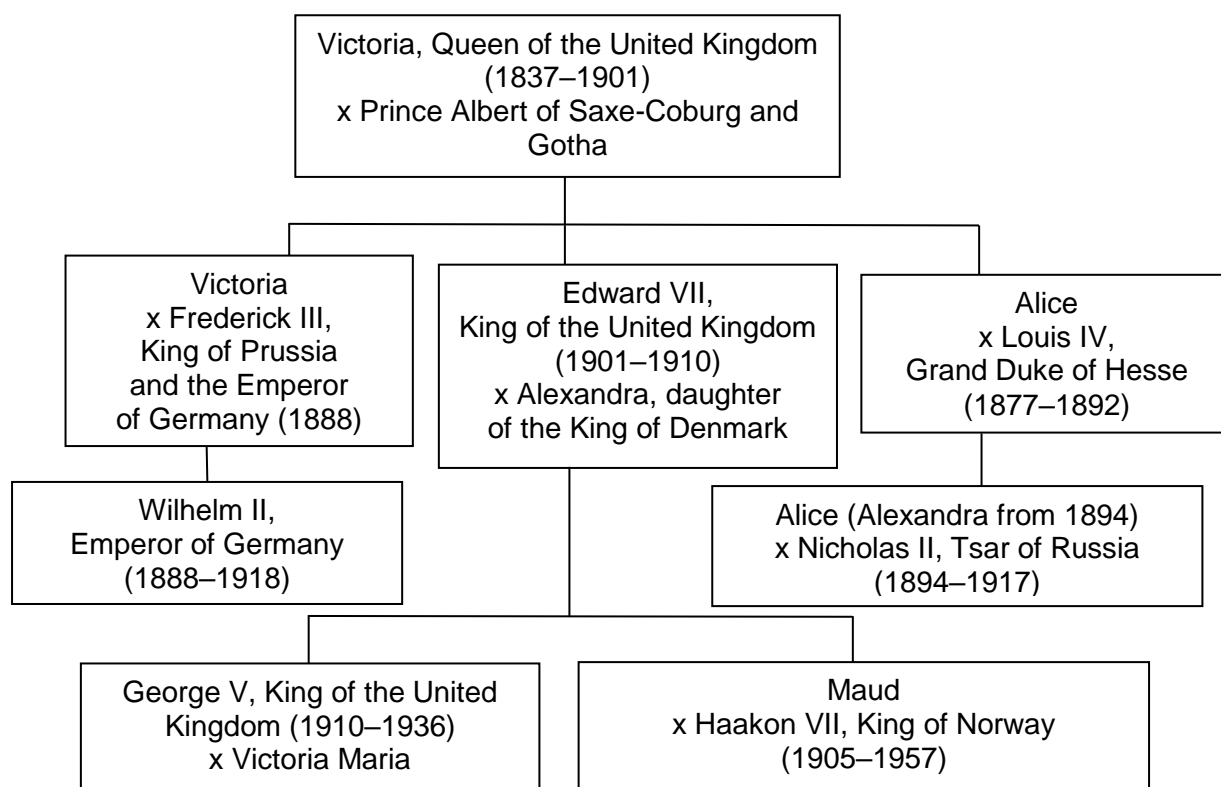 Victoria, Queen of the United Kingdom
(1837–1901)
x Prince Albert of Saxe-Coburg and
Gotha
Victoria
x Frederick III,
King of Prussia
and the Emperor
of Germany (1888)
Edward VII,
King of the United Kingdom
(1901–1910)
x Alexandra, daughter
of the King of Denmark
Alice
x Louis IV,
Grand Duke of Hesse
(1877–1892)
Wilhelm II,
Emperor of Germany
(1888–1918)
Alice (Alexandra from 1894)
x Nicholas II, Tsar of Russia
(1894–1917)
George V, King of the United
Kingdom (1910–1936)
x Victoria Maria
Maud
x Haakon VII, King of Norway
(1905–1957)